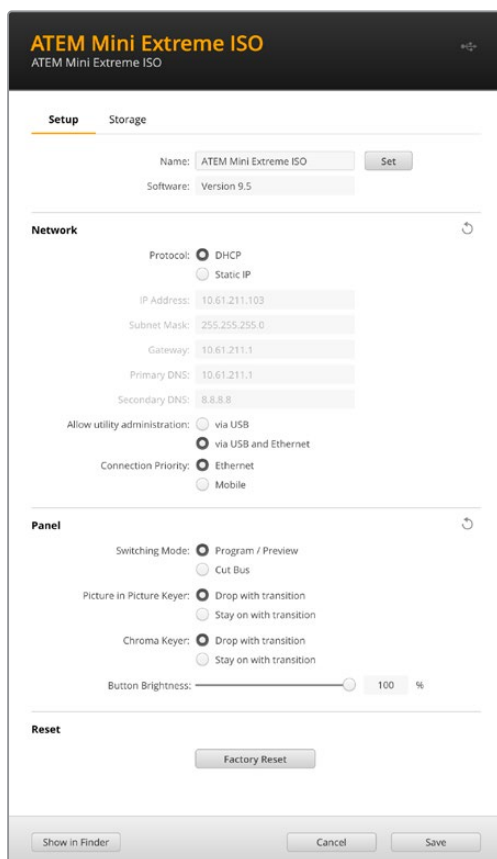 ATEM Mini Extreme ISO
ATEM Mini Extreme ISO
Setup Storage
Name: ATEM Mini Extreme ISO Set
Software: Version 9.5
Network
Protocol: DHCP
Static IP
IP Address: 10.61.211.103
Subnet Mask: 255.255.255.0
Gateway: 10.61.211.1
Primary DNS: 10.61.211.1
Secondary DNS: 8.8.8.8
Allow utility administration: via USB
via USB and Ethernet
Connection Priority: Ethernet
Mobile
Panel
Switching Mode: Program / Preview
Cut Bus
Picture in Picture Keyer: Drop with transition
Stay on with transition
Chroma Keyer: Drop with transition
Stay on with transition
Button Brightness: 100 %
Reset
Factory Reset
Show in Finder Cancel Save